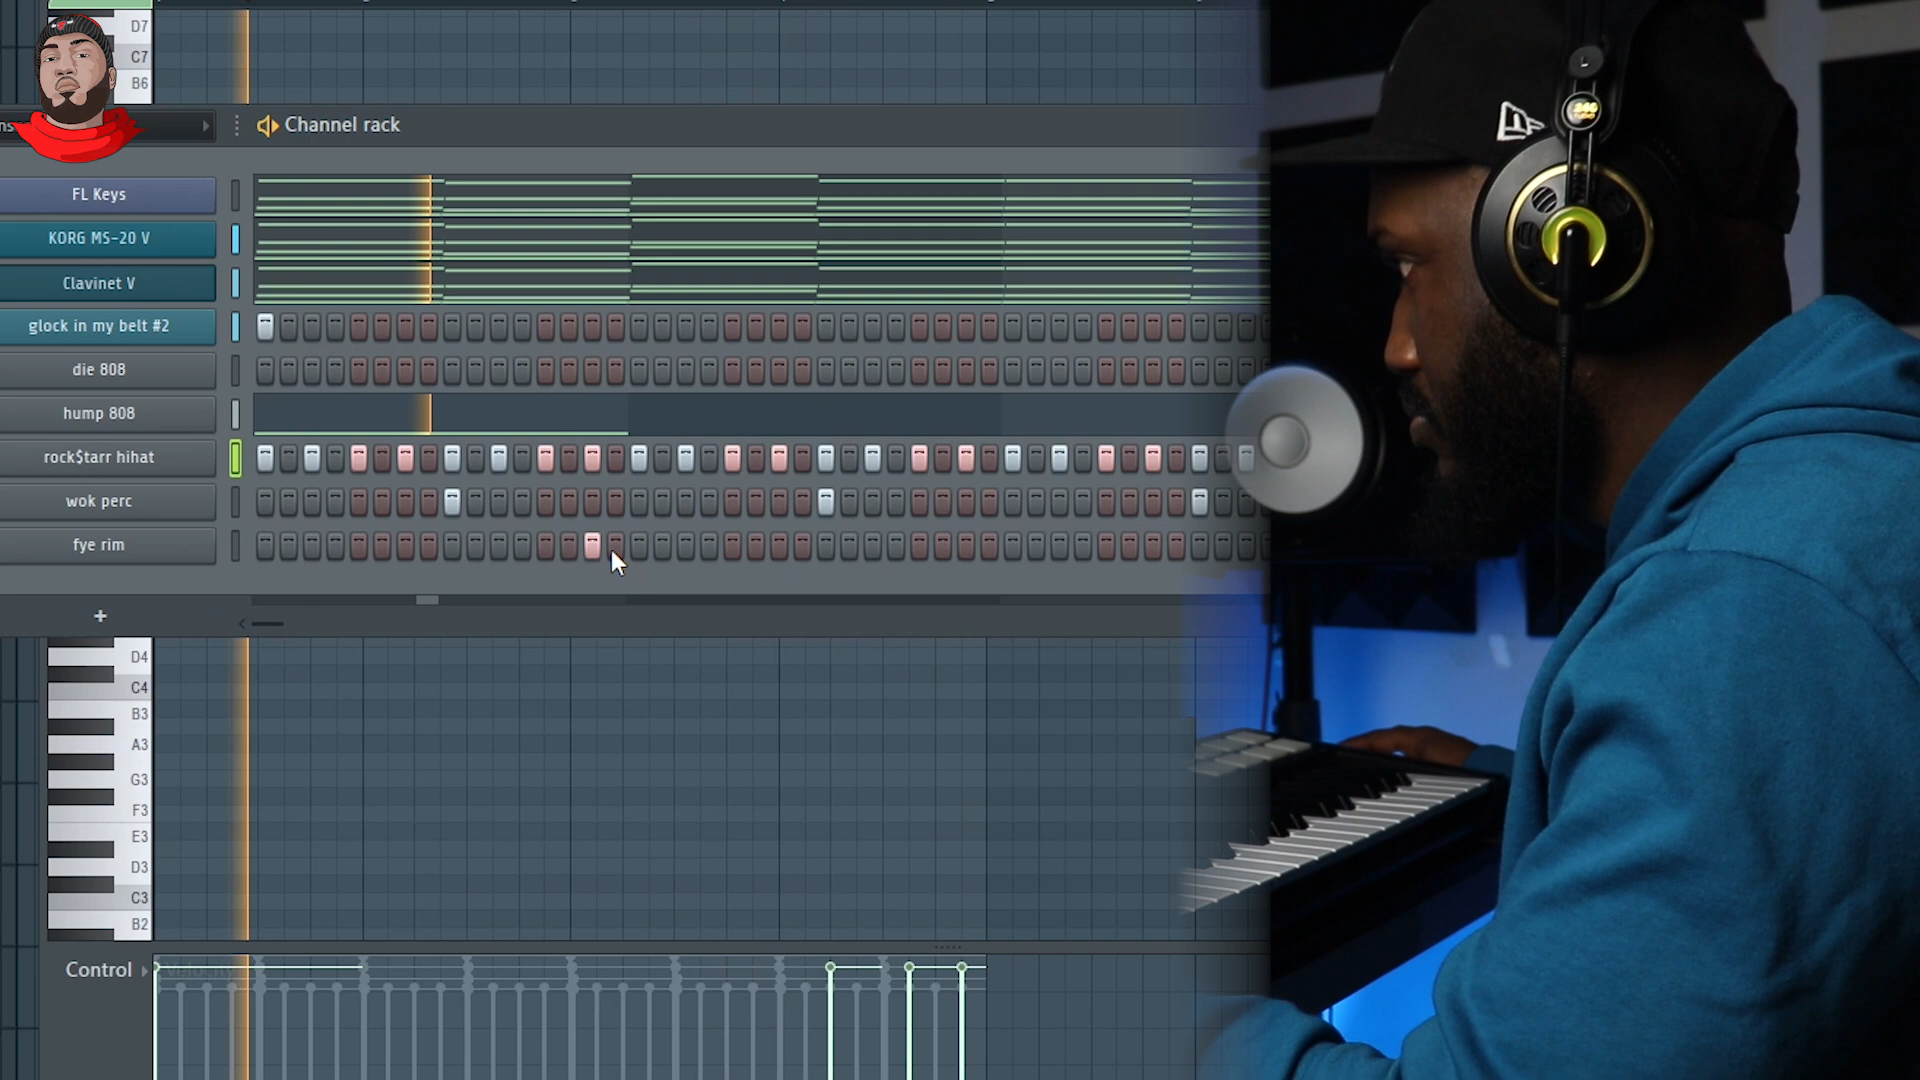 D7
C7
B6
ns
Channel rack
FL Keys
KORG MS-20 V
Clavinet V
glock in my belt #2
die 808
hump 808
rock$tarr hihat
wok perc
fye rim
+
D4
C4
B3
A3
G3
F3
E3
D3
C3
B2
Control
Velocity
L